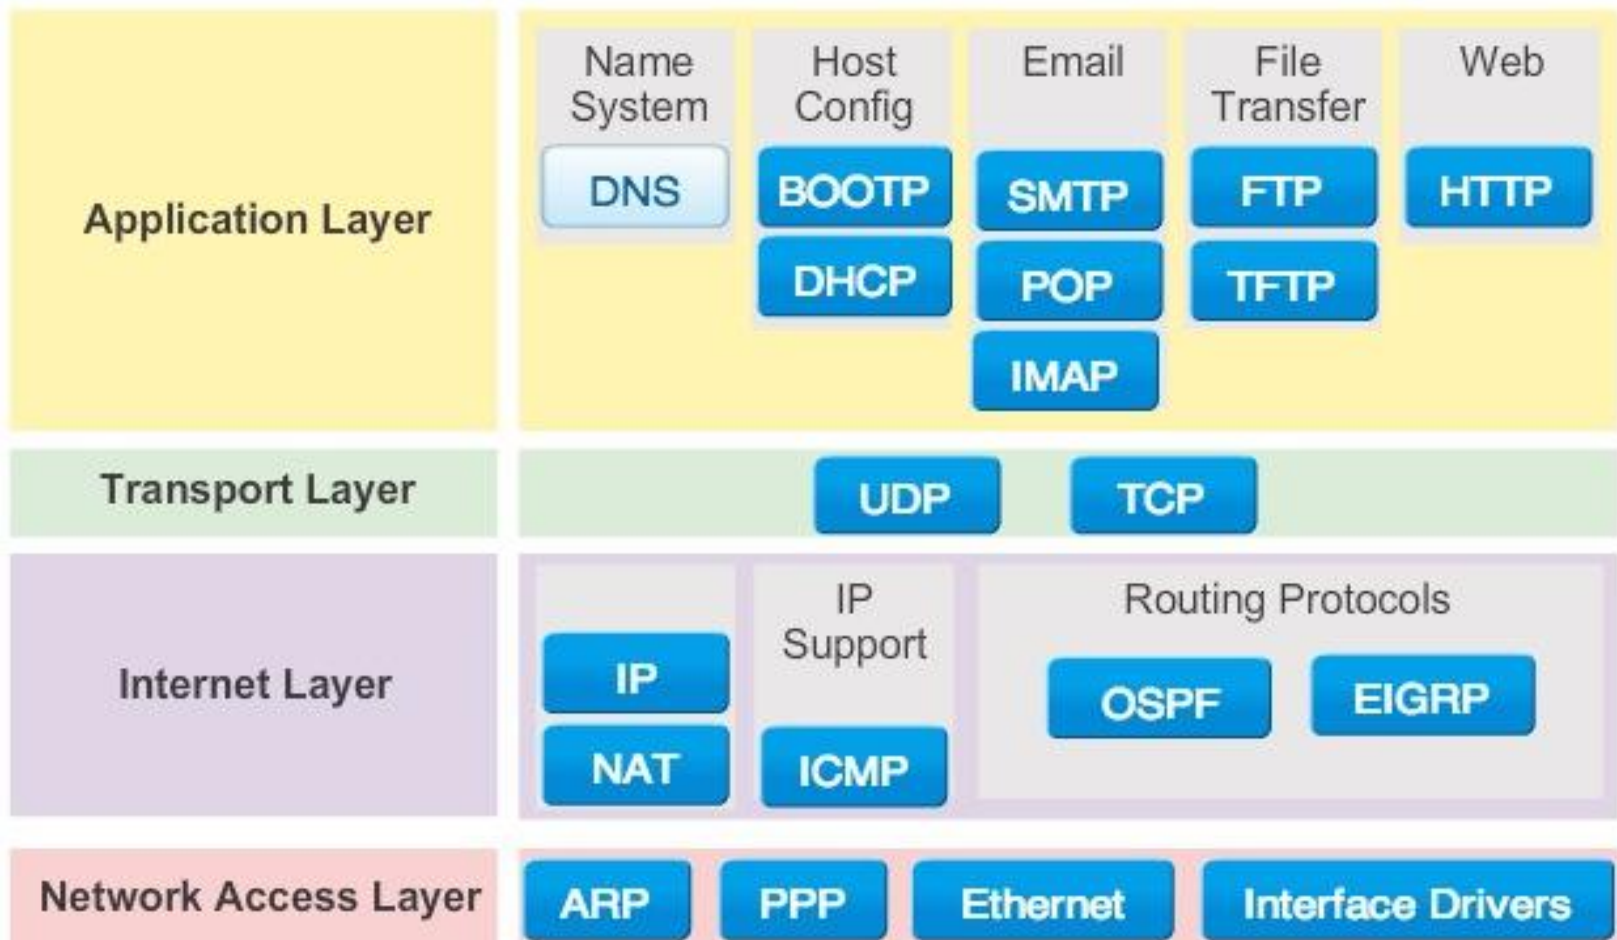 Application Layer
Name
System
DNS
Host
Config
BOOTP
DHCP
Email
SMTP
POP
IMAP
File
Transfer
FTP
TFTP
Web
HTTP
Transport Layer
UDP
TCP
Internet Layer
IP
NAT
IP
Support
ICMP
Routing Protocols
OSPF
EIGRP
Network Access Layer
ARP
PPP
Ethernet
Interface Drivers